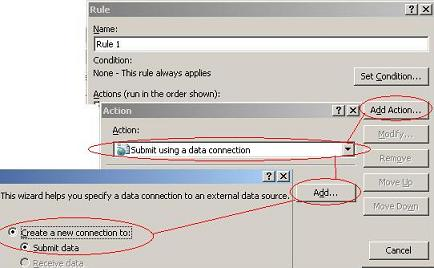 Rule
Name:
Rule 1
Condition:
None - This rule always applies
Set Condition...
Actions (run in the order shown):
Add Action...
Action
Action:
Submit using a data connection
Modify...
Remove
Add...
Move Up
Move Down
This wizard helps you specify a data connection to an external data source.
Create a new connection to:
Submit data
Receive data
Cancel